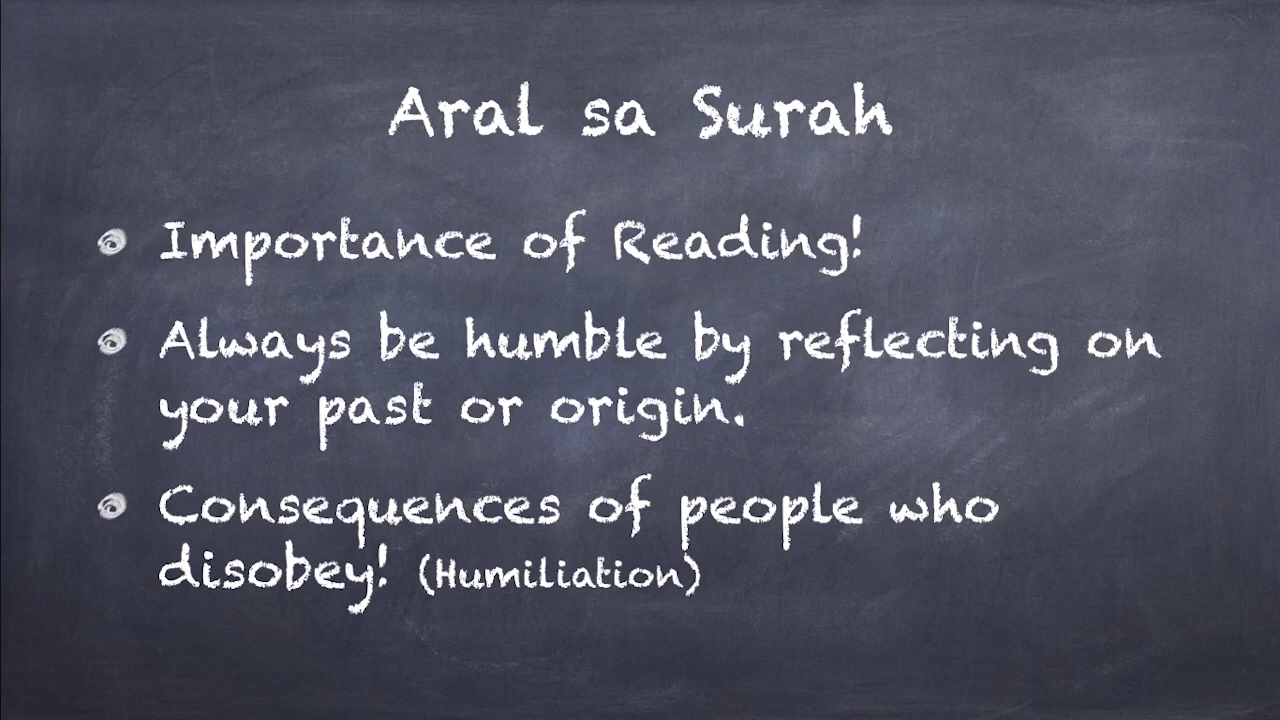 Aral sa Surah
Importance of Reading!
Always be humble by reflecting on
your past or origin.
Consequences of people who
disobey! (Humiliation)